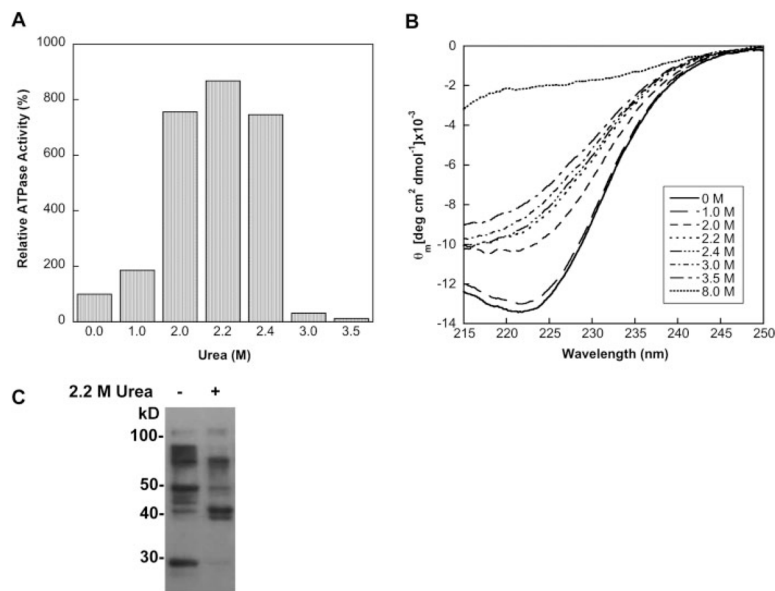 A
Relative ATPase Activity (%)
1000
800
600
400
200
0
0.0 1.0 2.0 2.2 2.4 3.0 3.5
Urea (M)
B
θm[deg cm2 dmol-1]x10-3
0
-2
-4
-6
-8
-10
-12
-14
215 220 225 230 235 240 245 250
Wavelength (nm)
0 M
1.0 M
2.0 M
2.2 M
2.4 M
3.0 M
3.5 M
8.0 M
C
2.2 M Urea - +
kD
100-
50-
40-
30-